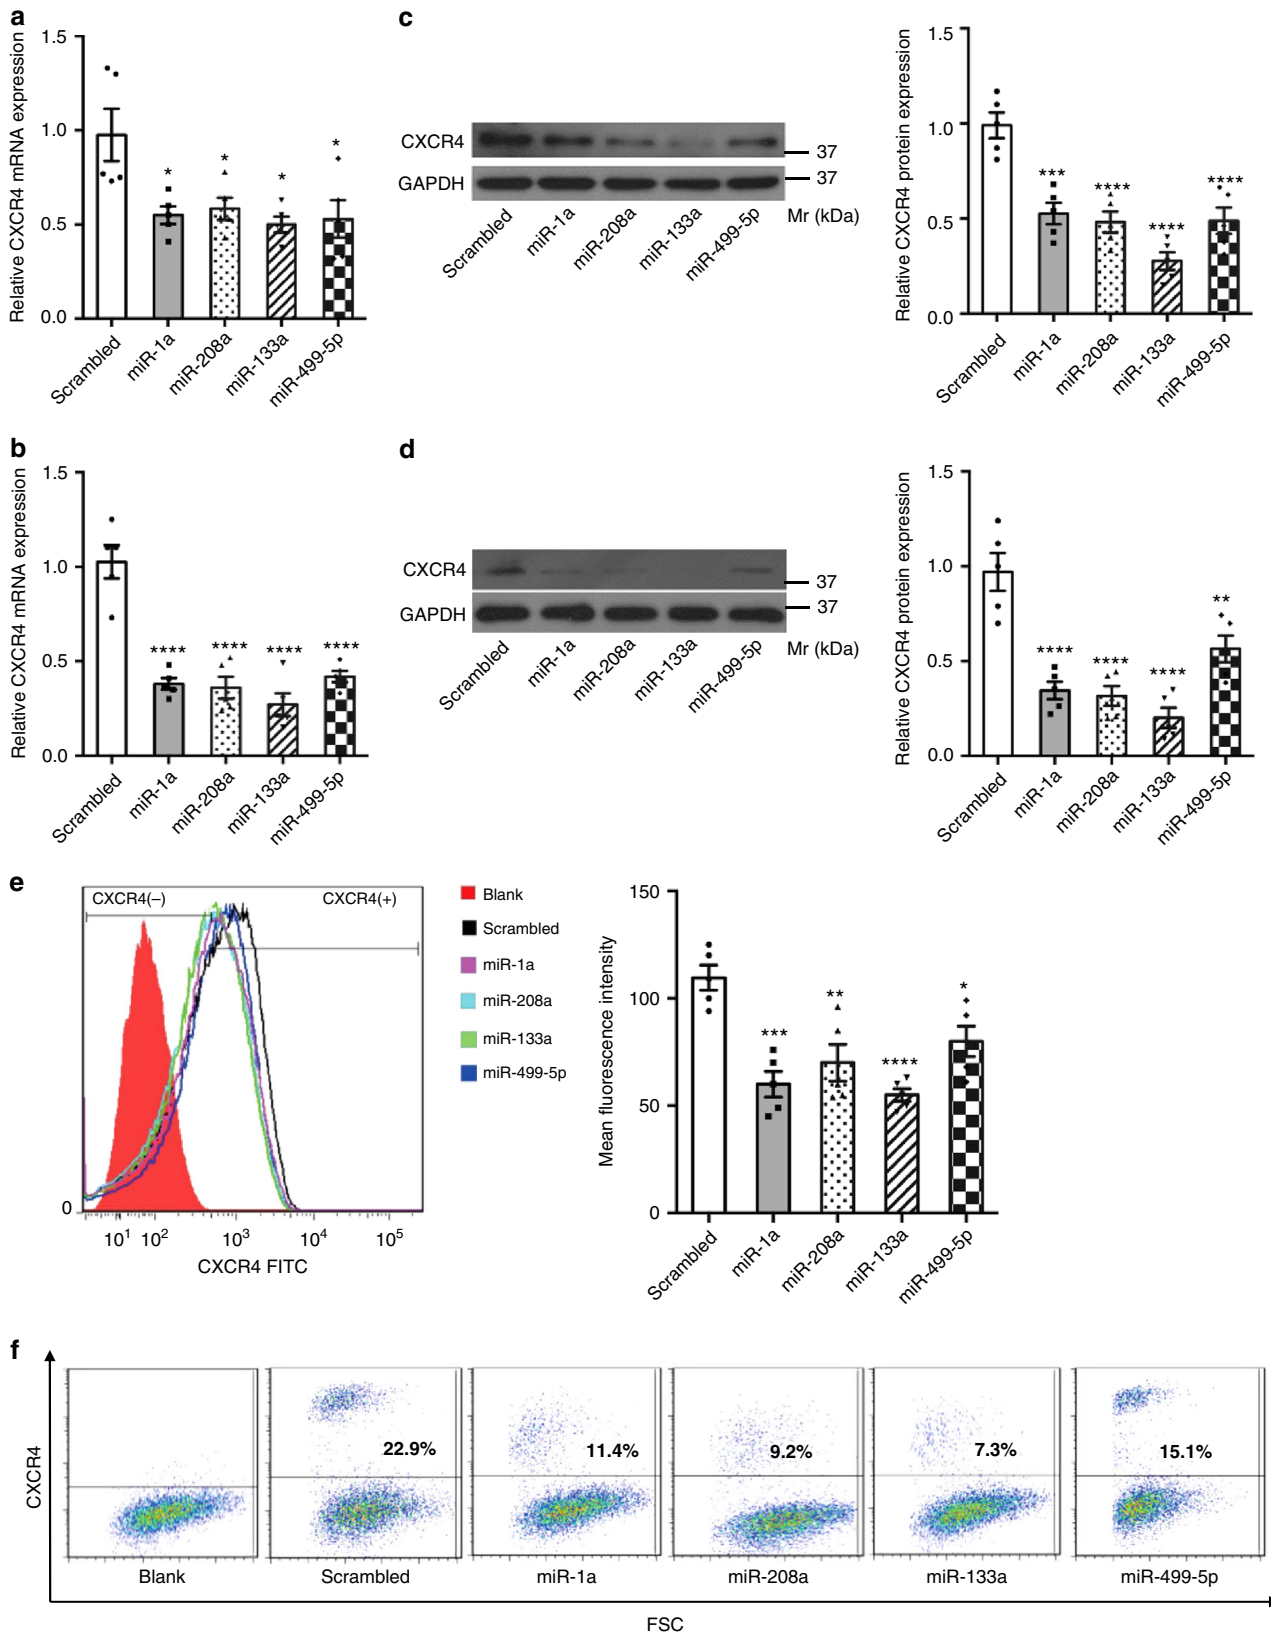 a
Relative CXCR4 mRNA expression
1.5
1.0
0.5
0.0
*
*
*
*
Scrambled
miR-1a
miR-208a
miR-133a
miR-499-5p
c
CXCR4
GAPDH
37
37
Mr (kDa)
Scrambled
miR-1a
miR-208a
miR-133a
miR-499-5p
Relative CXCR4 protein expression
1.5
1.0
0.5
0.0
***
****
****
****
Scrambled
miR-1a
miR-208a
miR-133a
miR-499-5p
b
Relative CXCR4 mRNA expression
1.5
1.0
0.5
0.0
****
****
****
****
Scrambled
miR-1a
miR-208a
miR-133a
miR-499-5p
d
CXCR4
GAPDH
37
37
Mr (kDa)
Scrambled
miR-1a
miR-208a
miR-133a
miR-499-5p
Relative CXCR4 protein expression
1.5
1.0
0.5
0.0
****
****
****
**
Scrambled
miR-1a
miR-208a
miR-133a
miR-499-5p
e
CXCR4(–)
CXCR4(+)
0
10¹ 10² 10³ 10⁴ 10⁵
CXCR4 FITC
Blank
Scrambled
miR-1a
miR-208a
miR-133a
miR-499-5p
Mean fluorescence intensity
150
100
50
0
***
**
****
*
Scrambled
miR-1a
miR-208a
miR-133a
miR-499-5p
f
CXCR4
22.9%
11.4%
9.2%
7.3%
15.1%
Blank
Scrambled
miR-1a
miR-208a
miR-133a
miR-499-5p
FSC